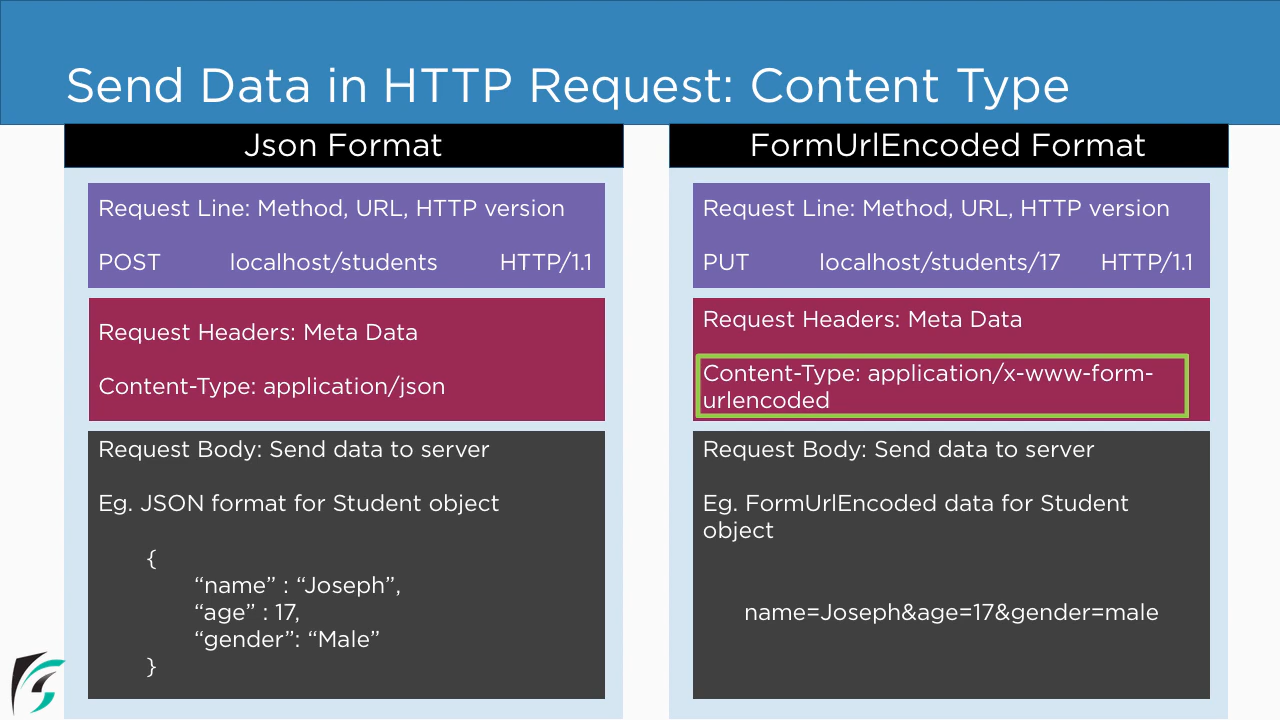 Send Data in HTTP Request: Content Type
Json Format
Request Line: Method, URL, HTTP version
POST localhost/students HTTP/1.1
Request Headers: Meta Data
Content-Type: application/json
Request Body: Send data to server
Eg. JSON format for Student object
{
“name” : “Joseph”,
“age” : 17,
“gender”: “Male”
}
FormUrlEncoded Format
Request Line: Method, URL, HTTP version
PUT localhost/students/17 HTTP/1.1
Request Headers: Meta Data
Content-Type: application/x-www-form-
urlencoded
Request Body: Send data to server
Eg. FormUrlEncoded data for Student
object
name=Joseph&age=17&gender=male